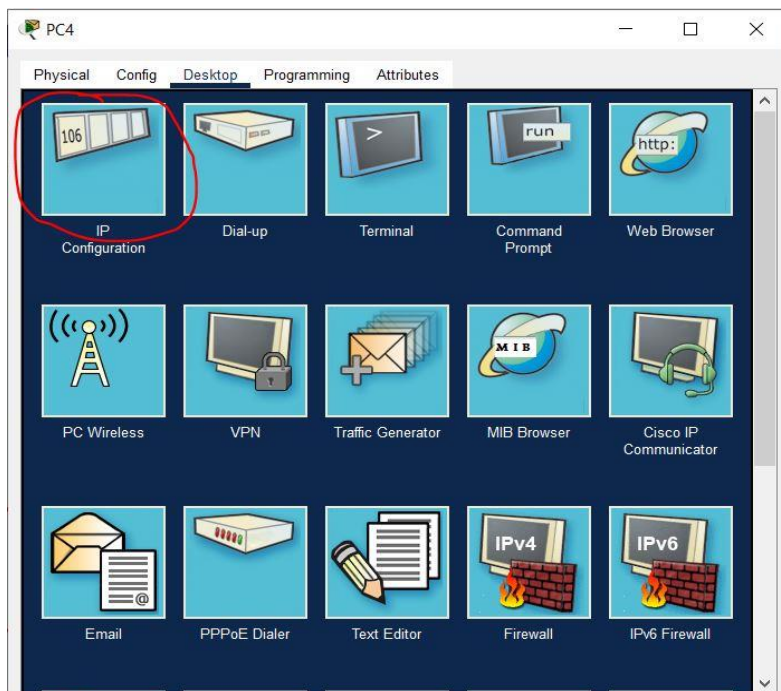 PC4
Physical Config Desktop Programming Attributes
106
>
run
http:
IP
Configuration
Dial-up
Terminal
Command
Prompt
Web Browser
MIB
PC Wireless
VPN
Traffic Generator
MIB Browser
Cisco IP
Communicator
@
IPv4
IPv6
Email
PPPoE Dialer
Text Editor
Firewall
IPv6 Firewall